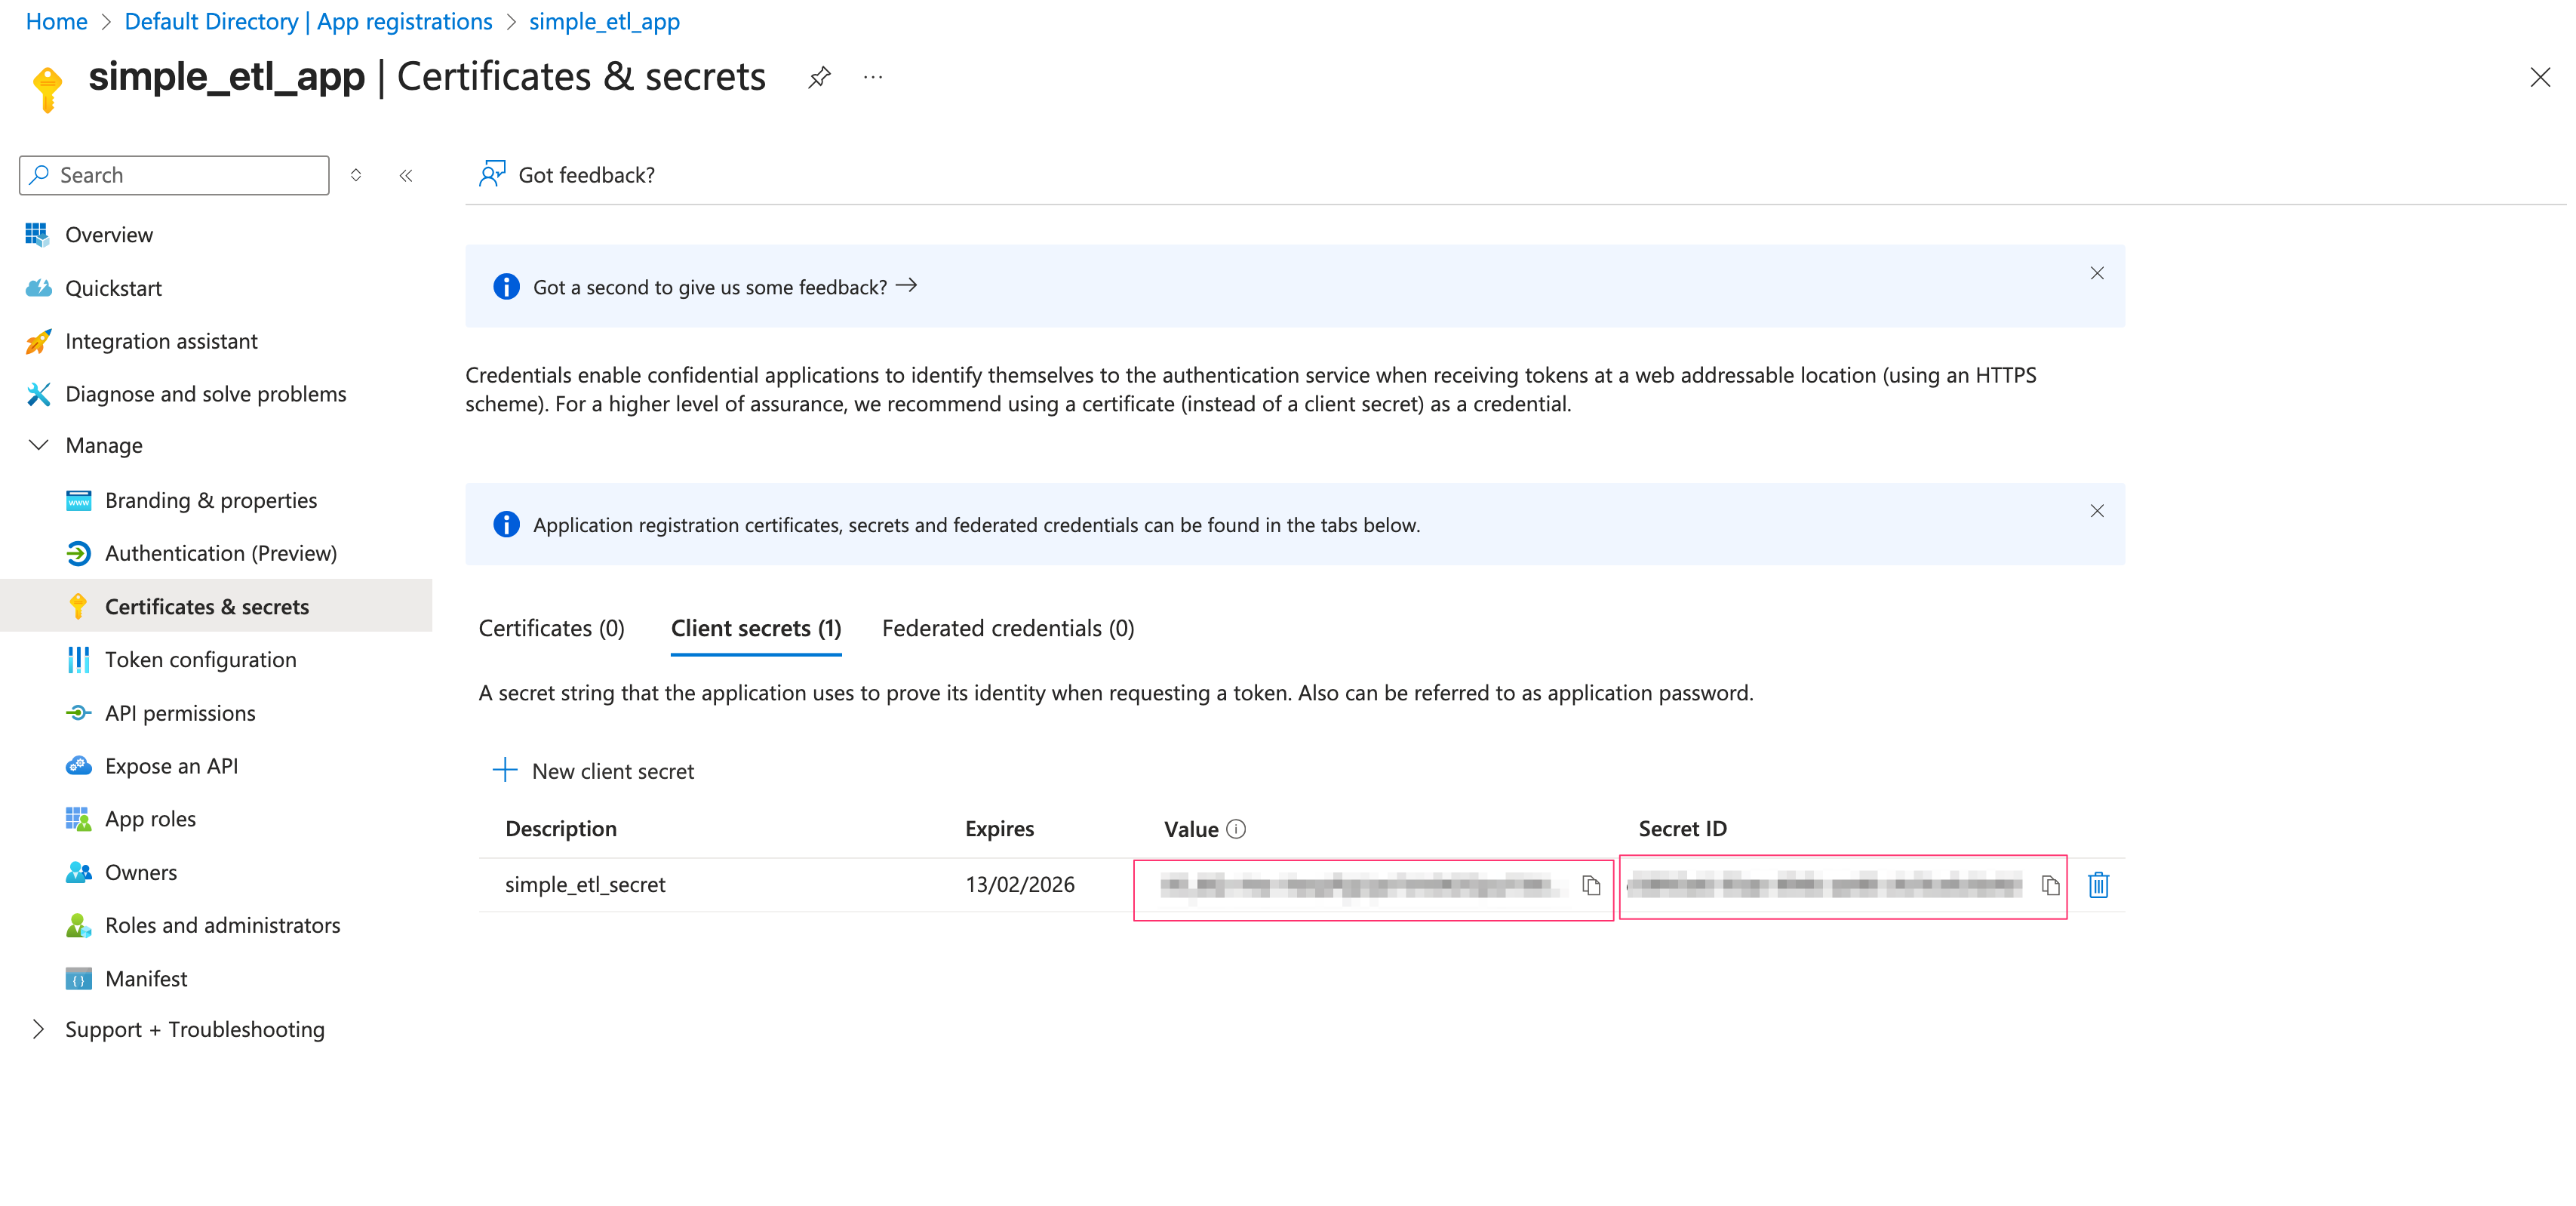 Home > Default Directory | App registrations > simple_etl_app
simple_etl_app | Certificates & secrets
Search
Got feedback?
Overview
Quickstart
Integration assistant
Diagnose and solve problems
Manage
Branding & properties
Authentication (Preview)
Certificates & secrets
Token configuration
API permissions
Expose an API
App roles
Owners
Roles and administrators
Manifest
Support + Troubleshooting
Got a second to give us some feedback?
Credentials enable confidential applications to identify themselves to the authentication service when receiving tokens at a web addressable location (using an HTTPS
scheme). For a higher level of assurance, we recommend using a certificate (instead of a client secret) as a credential.
Application registration certificates, secrets and federated credentials can be found in the tabs below.
Certificates (0) Client secrets (1) Federated credentials (0)
A secret string that the application uses to prove its identity when requesting a token. Also can be referred to as application password.
New client secret
Description Expires Value Secret ID
simple_etl_secret 13/02/2026